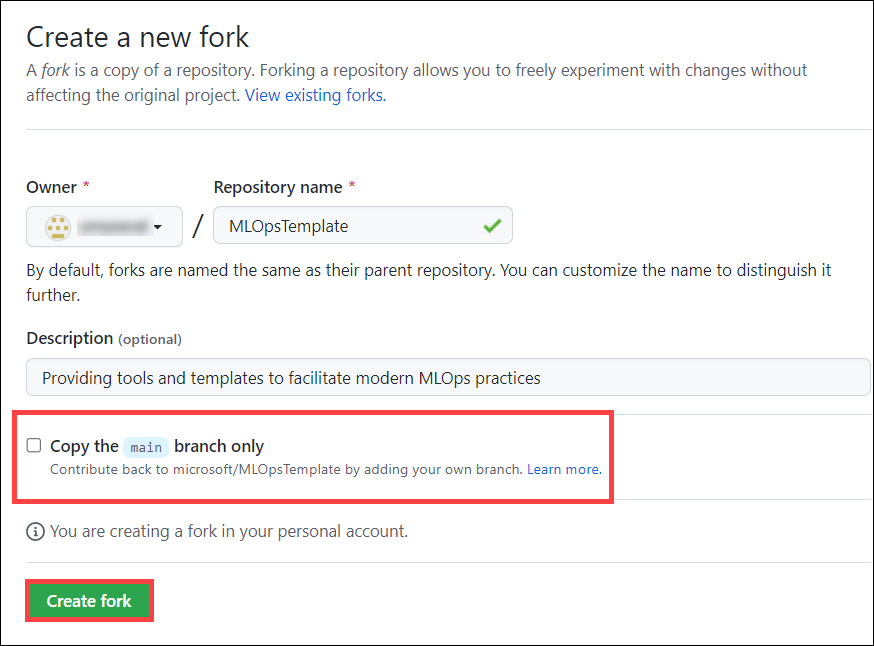 Create a new fork
A fork is a copy of a repository. Forking a repository allows you to freely experiment with changes without
affecting the original project. View existing forks.
Owner *
Repository name *
/
MLOpsTemplate
By default, forks are named the same as their parent repository. You can customize the name to distinguish it
further.
Description (optional)
Providing tools and templates to facilitate modern MLOps practices
Copy the main branch only
Contribute back to microsoft/MLOpsTemplate by adding your own branch. Learn more.
You are creating a fork in your personal account.
Create fork